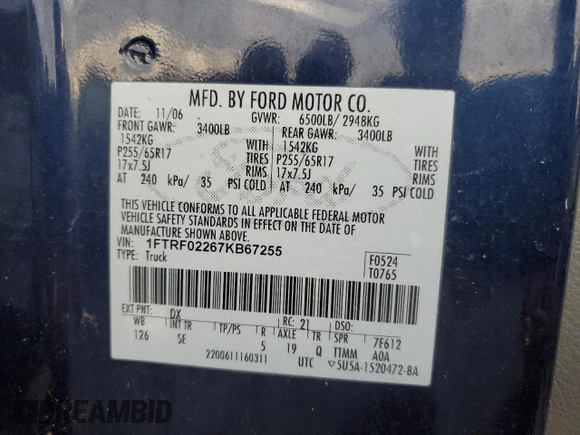 MFD. BY FORD MOTOR CO.
DATE: 11/06 GVWR: 6500LB/ 2948KG
FRONT GAWR: 3400LB REAR GAWR: 3400LB
1542KG WITH 1542KG WITH
P255/65R17 TIRES P255/65R17 TIRES
17x7.5J RIMS 17x7.5J RIMS
AT 240 kPa/ 35 PSI COLD AT 240 kPa/ 35 PSI COLD
THIS VEHICLE CONFORMS TO ALL APPLICABLE FEDERAL MOTOR
VEHICLE SAFETY STANDARDS IN EFFECT ON THE DATE OF
MANUFACTURE SHOWN ABOVE.
VIN: 1FTRF02267KB67255
TYPE: Truck
F0524
T0765
EXT PNT: DX RC: 21 DSO:
WB INT TR TP/PS R AXLE TR SPR 7F612
126 SE 5 19 Q TTMM A0A
2200611160311 UTC ▽5U5A-1520472-BA
Ford
DREAMBID